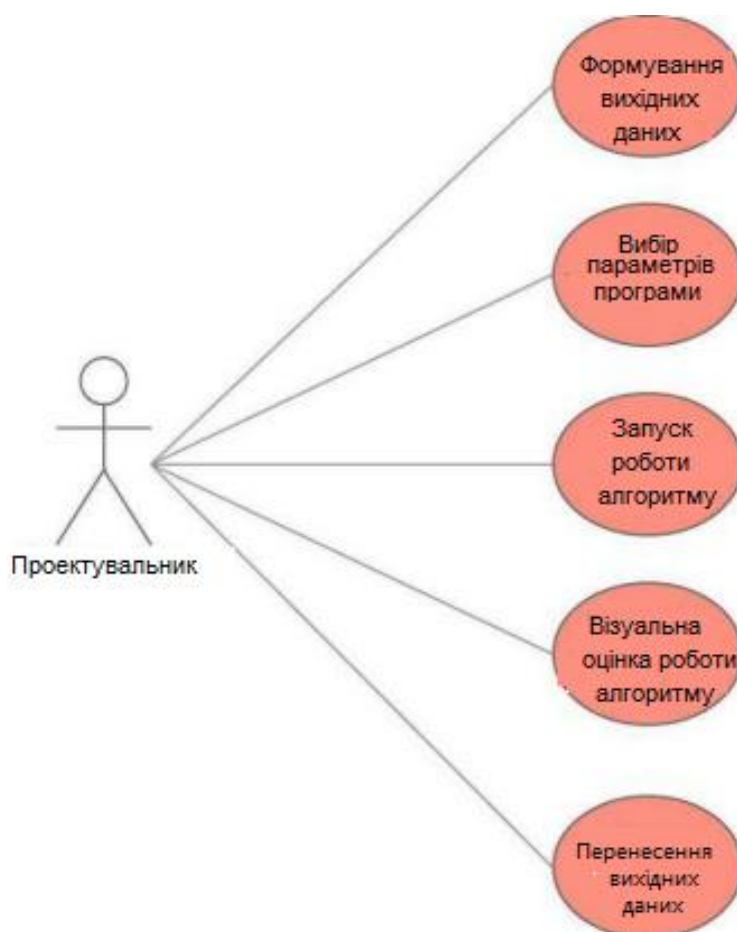 Формування
вихідних
даних
Вибір
параметрів
програми
Запуск
роботи
алгоритму
Проектувальник
Візуальна
оцінка роботи
алгоритму
Перенесення
вихідних
даних